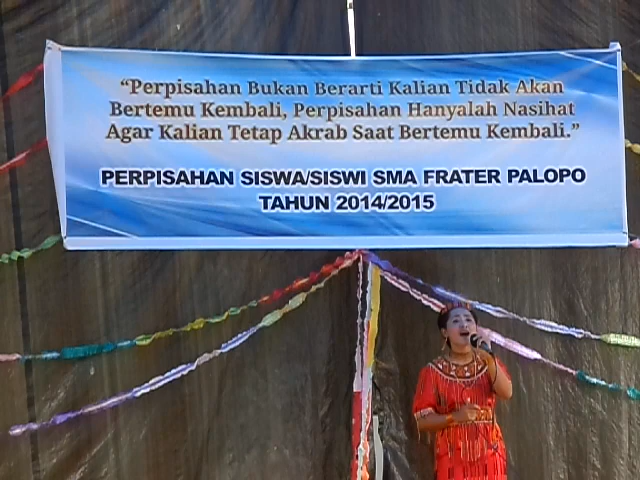 “Perpisahan Bukan Berarti Kalian Tidak Akan
Bertemu Kembali, Perpisahan Hanyalah Nasihat
Agar Kalian Tetap Akrab Saat Bertemu Kembali.”
PERPISAHAN SISWA/SISWI SMA FRATER PALOPO
TAHUN 2014/2015